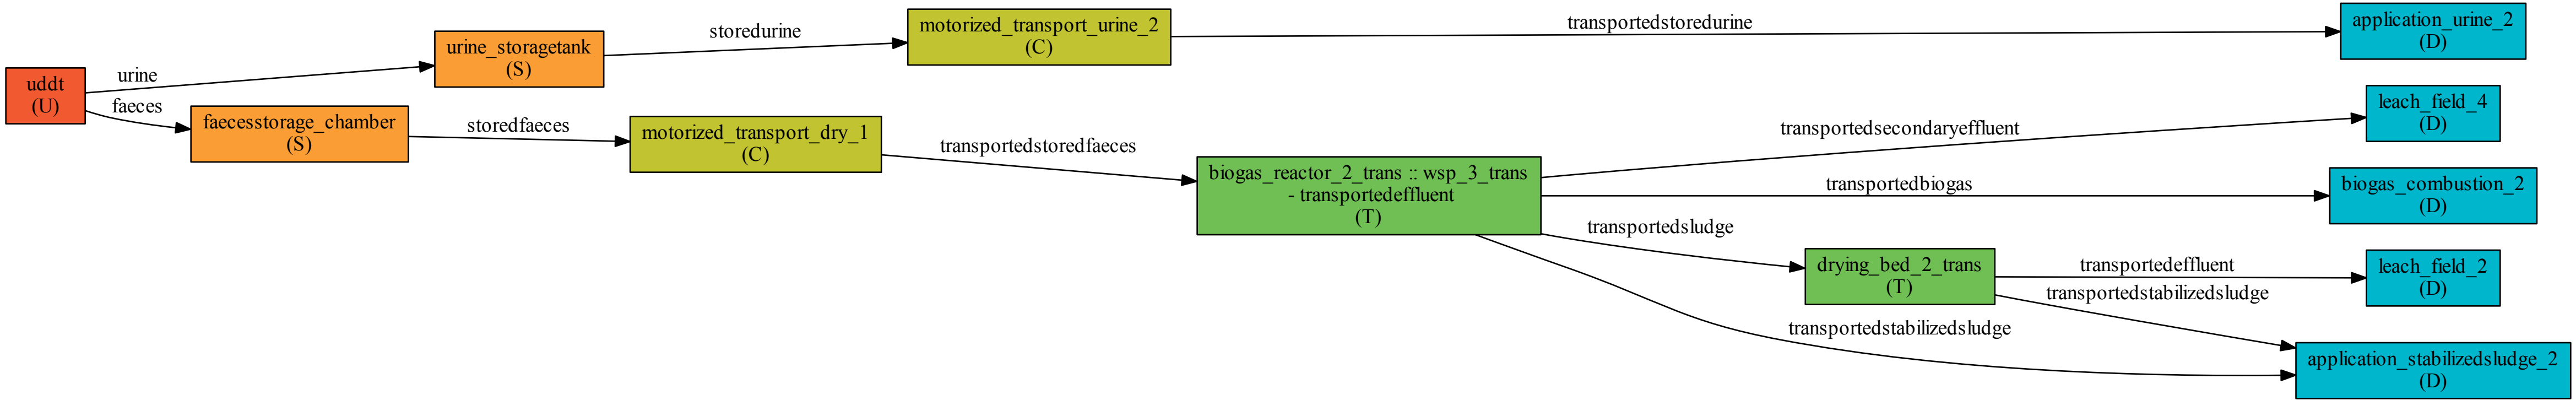 uddt
(U)
urine
faeces
urine_storagetank
(S)
faecesstorage_chamber
(S)
storedurine
storedfaeces
motorized_transport_urine_2
(C)
motorized_transport_dry_1
(C)
transportedstoredurine
transportedstoredfaeces
biogas_reactor_2_trans :: wsp_3_trans
- transportedeffluent
(T)
transportedsecondaryeffluent
transportedbiogas
transportedsludge
transportedstabilizedsludge
drying_bed_2_trans
(T)
transportedeffluent
transportedstabilizedsludge
application_urine_2
(D)
leach_field_4
(D)
biogas_combustion_2
(D)
leach_field_2
(D)
application_stabilizedsludge_2
(D)